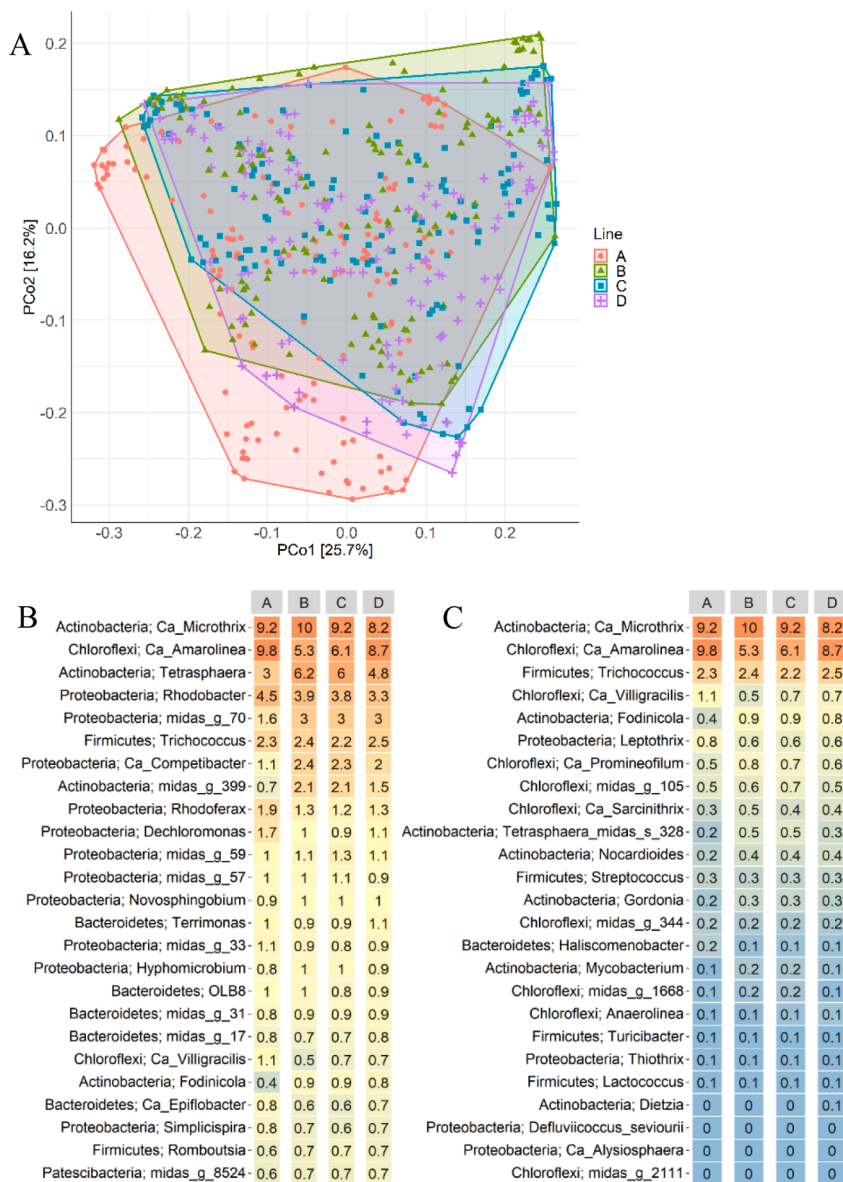 A
0.2
0.1
0.0
-0.1
-0.2
-0.3
PCo2 [16.2%]
-0.3
-0.2
-0.1
0.0
0.1
0.2
PCo1 [25.7%]
Line
A
B
C
D
B
A B C D
Actinobacteria; Ca_Microthrix 9.2 10 9.2 8.2
Chloroflexi; Ca_Amarolinea 9.8 5.3 6.1 8.7
Actinobacteria; Tetrasphaera 3 6.2 6 4.8
Proteobacteria; Rhodobacter 4.5 3.9 3.8 3.3
Proteobacteria; midas_g_70 1.6 3 3 3
Firmicutes; Trichococcus 2.3 2.4 2.2 2.5
Proteobacteria; Ca_Competibacter 1.1 2.4 2.3 2
Actinobacteria; midas_g_399 0.7 2.1 2.1 1.5
Proteobacteria; Rhodoferax 1.9 1.3 1.2 1.3
Proteobacteria; Dechloromonas 1.7 1 0.9 1.1
Proteobacteria; midas_g_59 1 1.1 1.3 1.1
Proteobacteria; midas_g_57 1 1 1.1 0.9
Proteobacteria; Novosphingobium 0.9 1 1 1
Bacteroidetes; Terrimonas 1 0.9 0.9 1.1
Proteobacteria; midas_g_33 1.1 0.9 0.8 0.9
Proteobacteria; Hyphomicrobium 0.8 1 1 0.9
Bacteroidetes; OLB8 1 1 0.8 0.9
Bacteroidetes; midas_g_31 0.8 0.9 0.9 0.9
Bacteroidetes; midas_g_17 0.8 0.7 0.7 0.8
Chloroflexi; Ca_Villigracilis 1.1 0.5 0.7 0.7
Actinobacteria; Fodinicola 0.4 0.9 0.9 0.8
Bacteroidetes; Ca_Epiflobacter 0.8 0.6 0.6 0.7
Proteobacteria; Simplicispira 0.8 0.7 0.6 0.7
Firmicutes; Romboutsia 0.6 0.7 0.7 0.7
Patescibacteria; midas_g_8524 0.6 0.7 0.7 0.7
C
A B C D
Actinobacteria; Ca_Microthrix 9.2 10 9.2 8.2
Chloroflexi; Ca_Amarolinea 9.8 5.3 6.1 8.7
Firmicutes; Trichococcus 2.3 2.4 2.2 2.5
Chloroflexi; Ca_Villigracilis 1.1 0.5 0.7 0.7
Actinobacteria; Fodinicola 0.4 0.9 0.9 0.8
Proteobacteria; Leptothrix 0.8 0.6 0.6 0.6
Chloroflexi; Ca_Promineofilum 0.5 0.8 0.7 0.6
Chloroflexi; midas_g_105 0.5 0.6 0.7 0.5
Chloroflexi; Ca_Sarcinithrix 0.3 0.5 0.4 0.4
Actinobacteria; Tetrasphaera_midas_s_328 0.2 0.5 0.5 0.3
Actinobacteria; Nocardioides 0.2 0.4 0.4 0.4
Firmicutes; Streptococcus 0.3 0.3 0.3 0.3
Actinobacteria; Gordonia 0.2 0.3 0.3 0.3
Chloroflexi; midas_g_344 0.2 0.2 0.2 0.2
Bacteroidetes; Haliscomenobacter 0.2 0.1 0.1 0.1
Actinobacteria; Mycobacterium 0.1 0.2 0.2 0.1
Chloroflexi; midas_g_1668 0.1 0.2 0.2 0.1
Chloroflexi; Anaerolinea 0.1 0.1 0.1 0.1
Firmicutes; Turicibacter 0.1 0.1 0.1 0.1
Proteobacteria; Thiothrix 0.1 0.1 0.1 0.1
Firmicutes; Lactococcus 0.1 0.1 0.1 0.1
Actinobacteria; Dietzia 0 0 0 0.1
Proteobacteria; Defluviicoccus_seviourii 0 0 0 0
Proteobacteria; Ca_Alysiosphaera 0 0 0 0
Chloroflexi; midas_g_2111 0 0 0 0